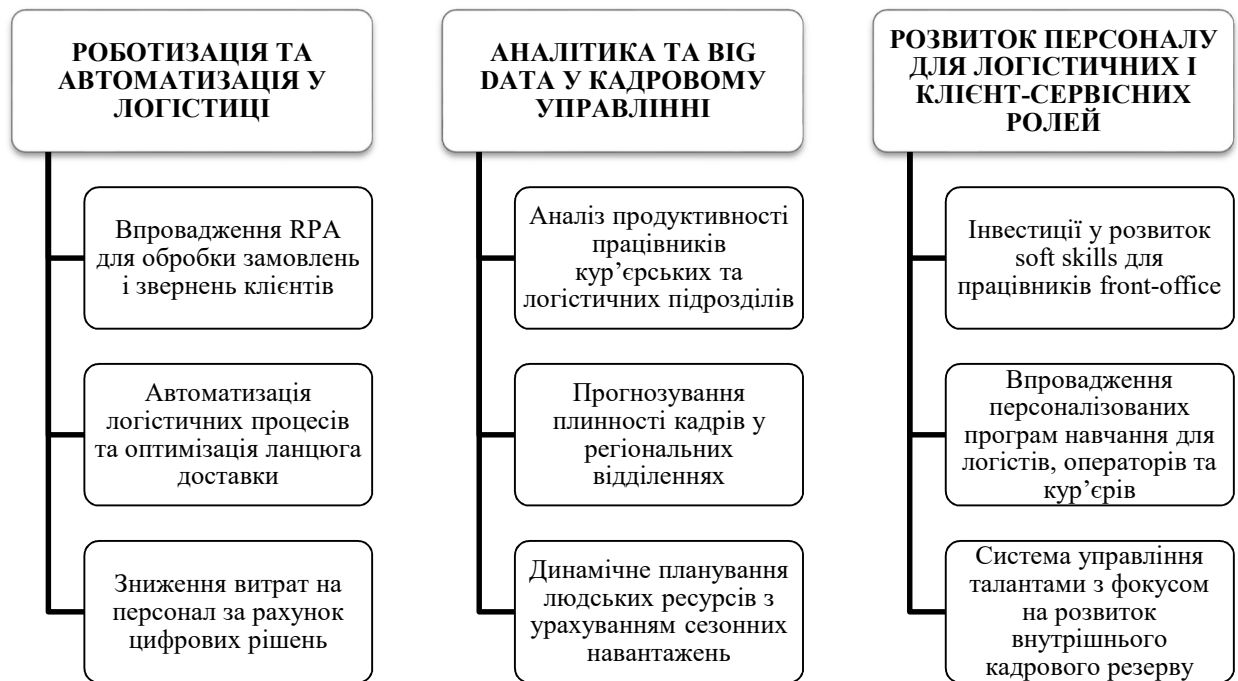 РОБОТИЗАЦІЯ ТА
АВТОМАТИЗАЦІЯ У
ЛОГІСТИЦІ
Впровадження RPA
для обробки замовлень
і звернень клієнтів
Автоматизація
логістичних процесів
та оптимізація ланцюга
доставки
Зниження витрат на
персонал за рахунок
цифрових рішень
АНАЛІТИКА ТА BIG
DATA У КАДРОВОМУ
УПРАВЛІННІ
Аналіз продуктивності
працівників
кур’єрських та
логістичних підрозділів
Прогнозування
плинності кадрів у
регіональних
відділеннях
Динамічне планування
людських ресурсів з
урахуванням сезонних
навантажень
РОЗВИТОК ПЕРСОНАЛУ
ДЛЯ ЛОГІСТИЧНИХ І
КЛІЄНТ-СЕРВІСНИХ
РОЛЕЙ
Інвестиції у розвиток
soft skills для
працівників front-office
Впровадження
персоналізованих
програм навчання для
логістів, операторів та
кур’єрів
Система управління
талантами з фокусом
на розвиток
внутрішнього
кадрового резерву